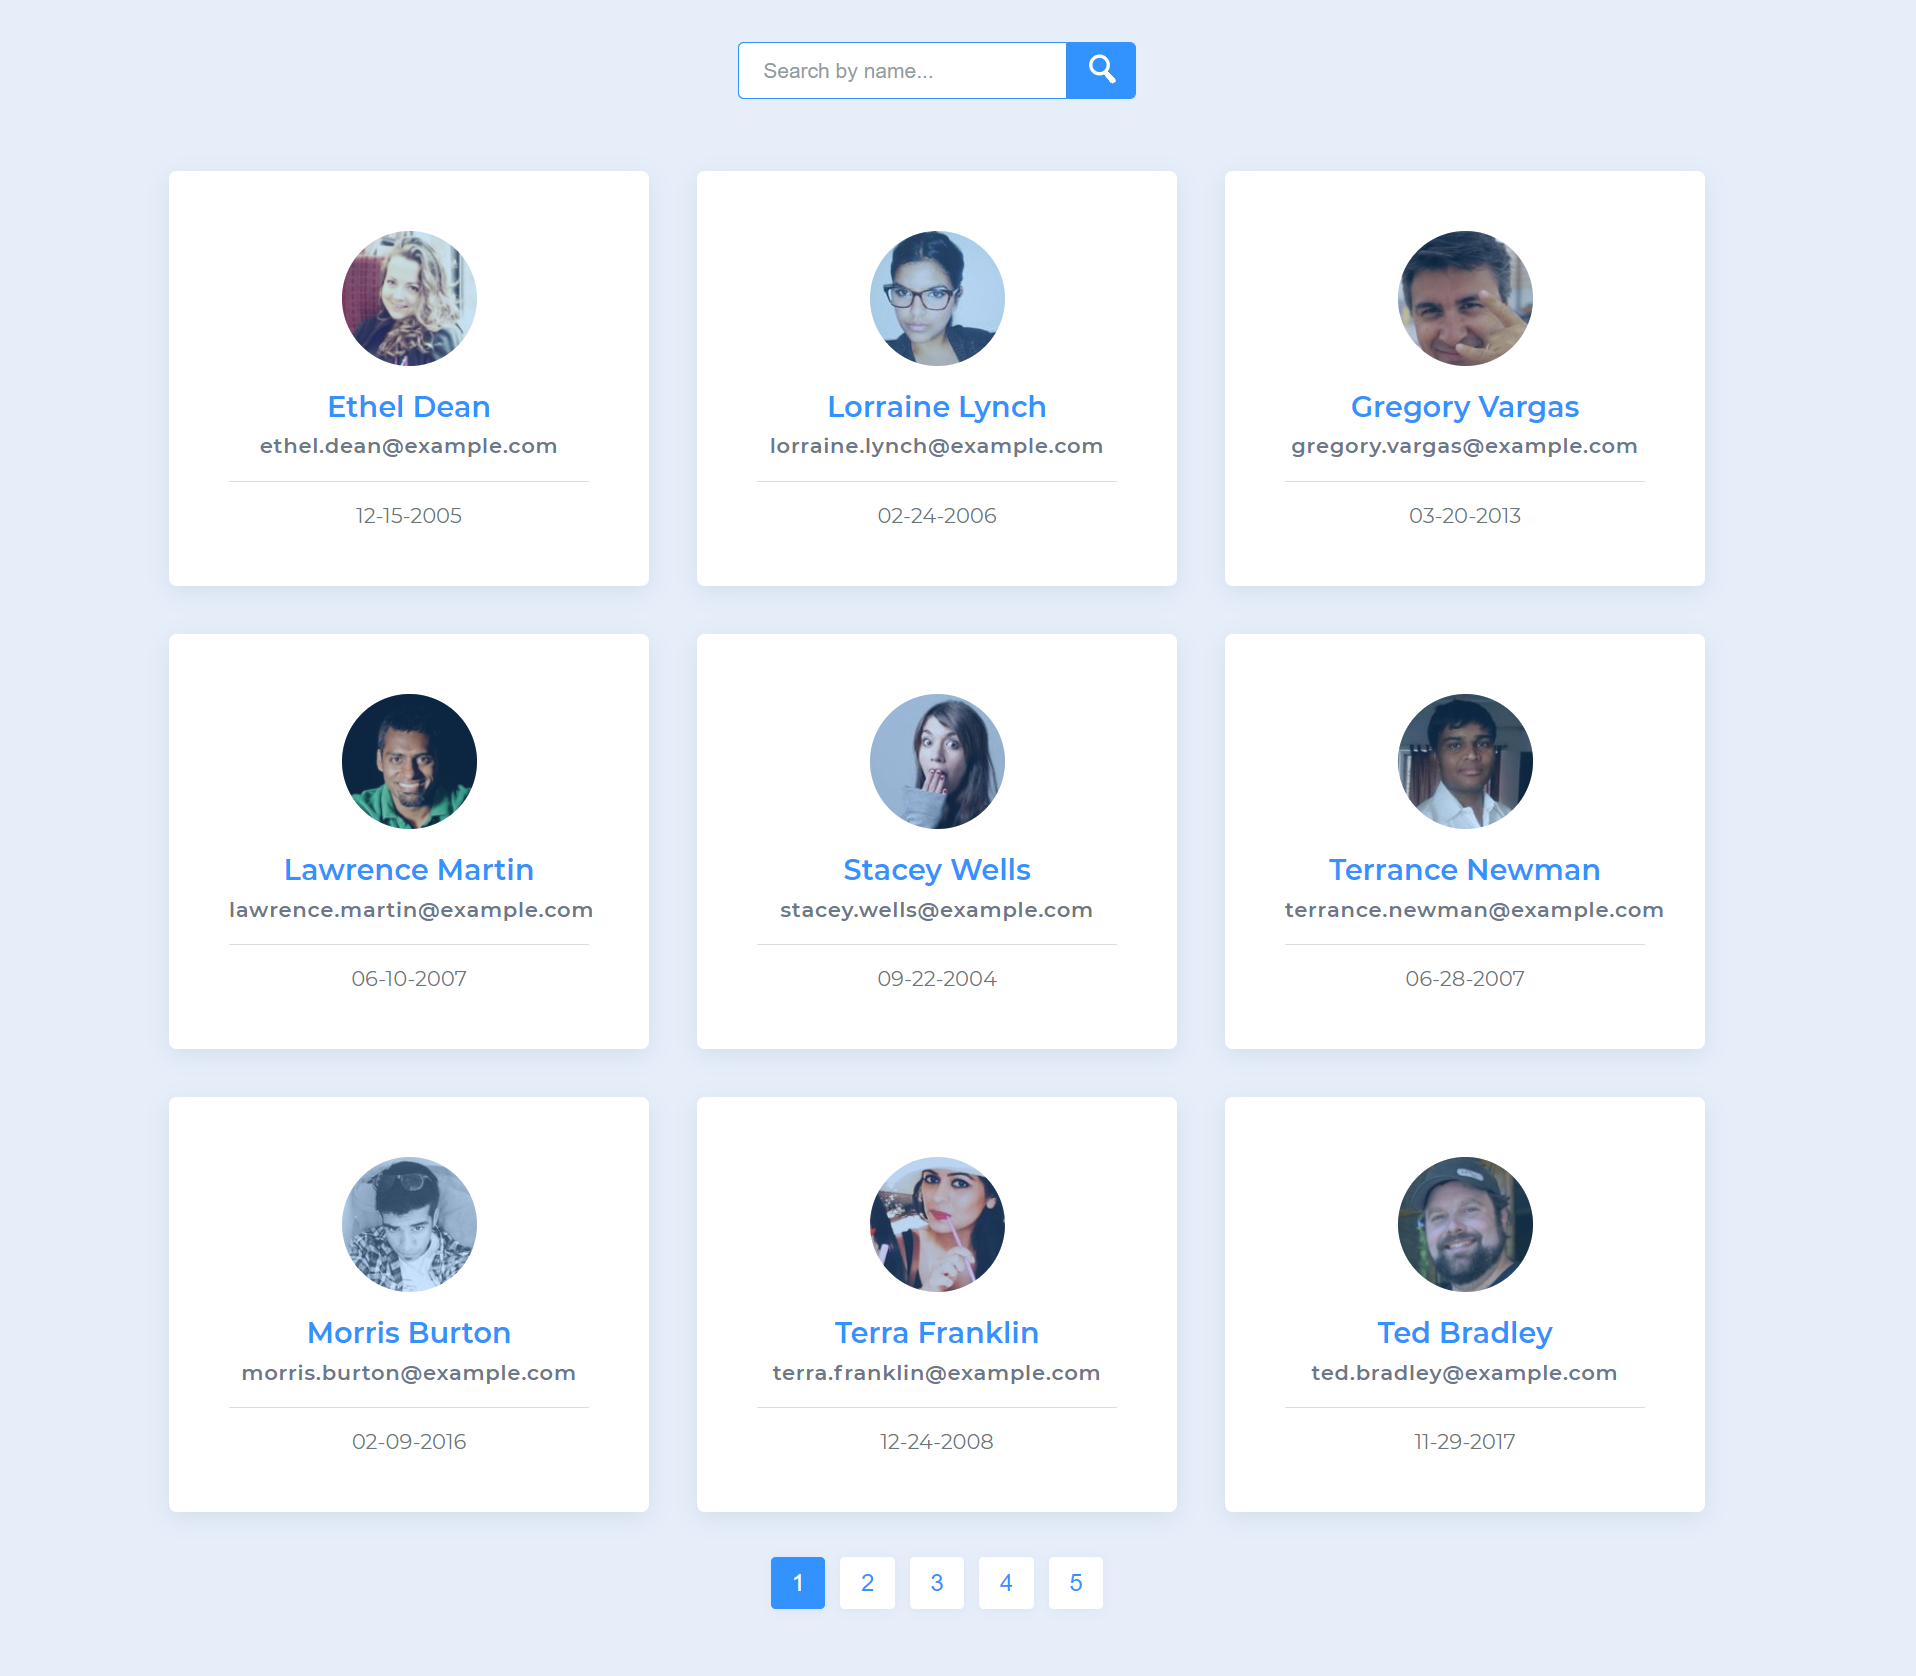 Search by name...
Ethel Dean
ethel.dean@example.com
12-15-2005
Lorraine Lynch
lorraine.lynch@example.com
02-24-2006
Gregory Vargas
gregory.vargas@example.com
03-20-2013
Lawrence Martin
lawrence.martin@example.com
06-10-2007
Stacey Wells
stacey.wells@example.com
09-22-2004
Terrance Newman
terrance.newman@example.com
06-28-2007
Morris Burton
morris.burton@example.com
02-09-2016
Terra Franklin
terra.franklin@example.com
12-24-2008
Ted Bradley
ted.bradley@example.com
11-29-2017
1 2 3 4 5